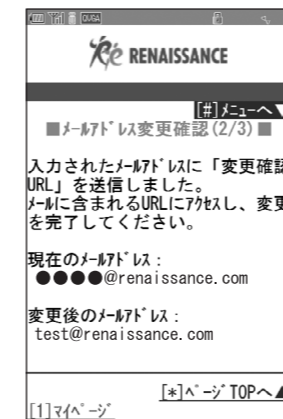 QVGA
RENAISSANCE
[#]メニューへ▼
■メールアドレス変更確認(2/3)■
入力されたメールアドレスに「変更確認
URL」を送信しました。
メールに含まれるURLにアクセスし、変更
を完了してください。
現在のメールアドレス:
●●●●@renaissance.com
変更後のメールアドレス:
test@renaissance.com
[*]ページTOPへ▲
[1]マイページ